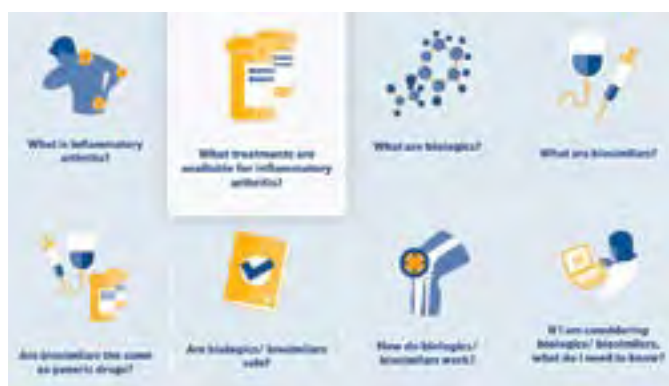 What is inflammatory
arthritis?
What treatments are
available for inflammatory
arthritis?
What are biologics?
What are biosimilars?
Are biosimilars the same
as generic drugs?
Are biologics/ biosimilars
safe?
How do biologics/
biosimilars work?
If I am considering
biologics/ biosimilars,
what do I need to know?